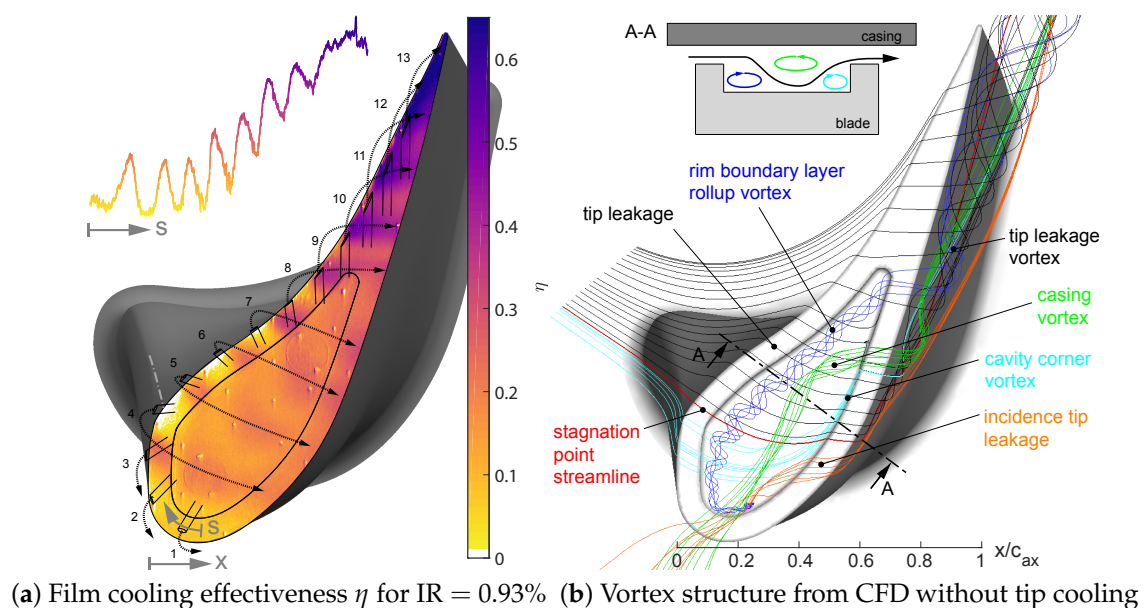 A-A
casing
blade
13
12
11
10
9
8
7
6
5
4
3
2
1
S
S
X
0.6
0.5
0.4
0.3
0.2
0.1
0
η
rim boundary layer
rollup vortex
tip leakage
tip leakage
vortex
casing
vortex
cavity corner
vortex
incidence tip
leakage
stagnation
point
streamline
A
A
0 0.2 0.4 0.6 0.8 1 x/c_ax
(a) Film cooling effectiveness η for IR = 0.93% (b) Vortex structure from CFD without tip cooling